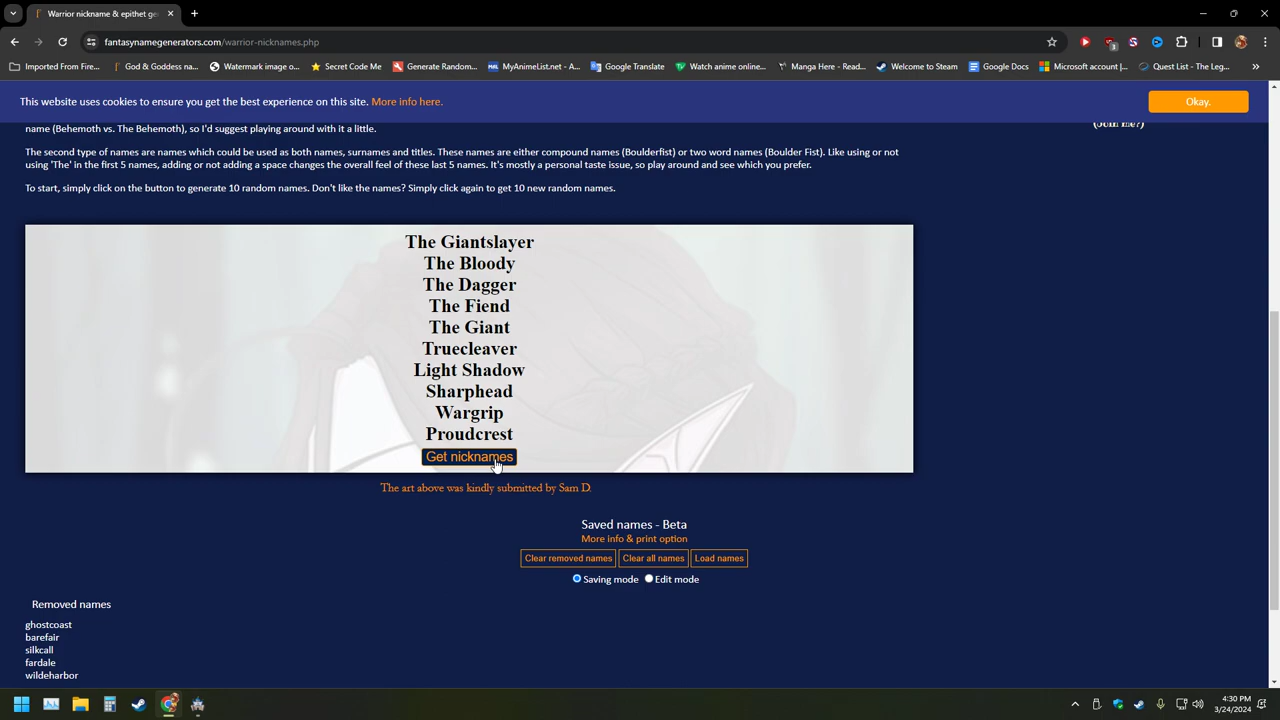 Warrior nickname & epithet ge
fantasynamegenerators.com/warrior-nicknames.php
Imported From Fire... God & Goddess na... Watermark image o... Secret Code Me Generate Random... MyAnimeList.net - A... Google Translate Watch anime online... Manga Here - Read... Welcome to Steam Google Docs Microsoft account |... Quest List - The Leg...
This website uses cookies to ensure you get the best experience on this site. More info here.
Okay.
name (Behemoth vs. The Behemoth), so I'd suggest playing around with it a little.
(Join me?)
The second type of names are names which could be used as both names, surnames and titles. These names are either compound names (Boulderfist) or two word names (Boulder Fist). Like using or not
using 'The' in the first 5 names, adding or not adding a space changes the overall feel of these last 5 names. It's mostly a personal taste issue, so play around and see which you prefer.
To start, simply click on the button to generate 10 random names. Don't like the names? Simply click again to get 10 new random names.
The Giantslayer
The Bloody
The Dagger
The Fiend
The Giant
Truecleaver
Light Shadow
Sharphead
Wargrip
Proudcrest
Get nicknames
The art above was kindly submitted by Sam D.
Saved names - Beta
More info & print option
Clear removed names Clear all names Load names
Saving mode Edit mode
Removed names
ghostcoast
barefair
silkcall
fardale
wildeharbor
4:30 PM
3/24/2024